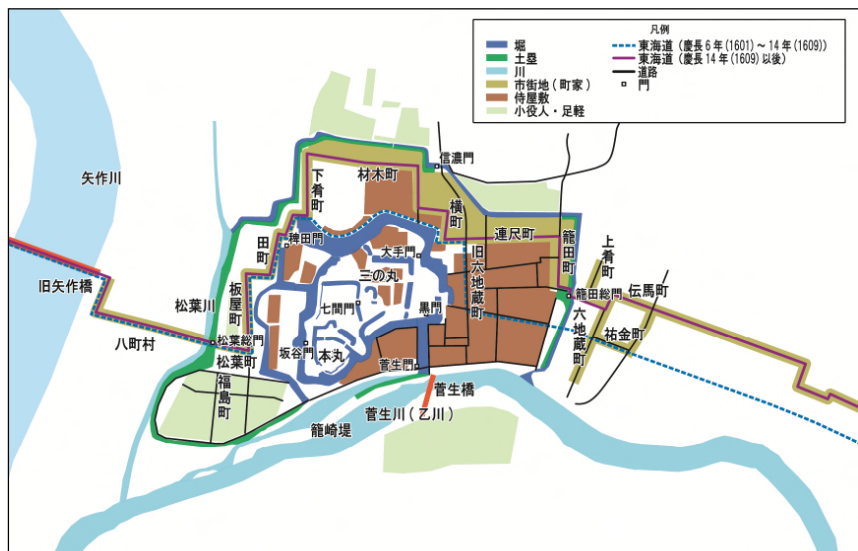 凡例
堀
土塁
川
市街地(町家)
侍屋敷
小役人・足軽
東海道(慶長6年(1601)～14年(1609))
東海道(慶長14年(1609)以後)
道路
門
矢作川
旧矢作橋
八町村
松葉川
松葉総門
松葉町
福島町
板屋町
田町
下肴町
材木町
信濃門
稗田門
大手門
三の丸
七間門
黒門
坂谷門
本丸
菅生門
横町
連尺町
旧六地蔵町
籠田町
籠田総門
上肴町
伝馬町
六地蔵町
祐金町
菅生橋
菅生川(乙川)
籠崎堤